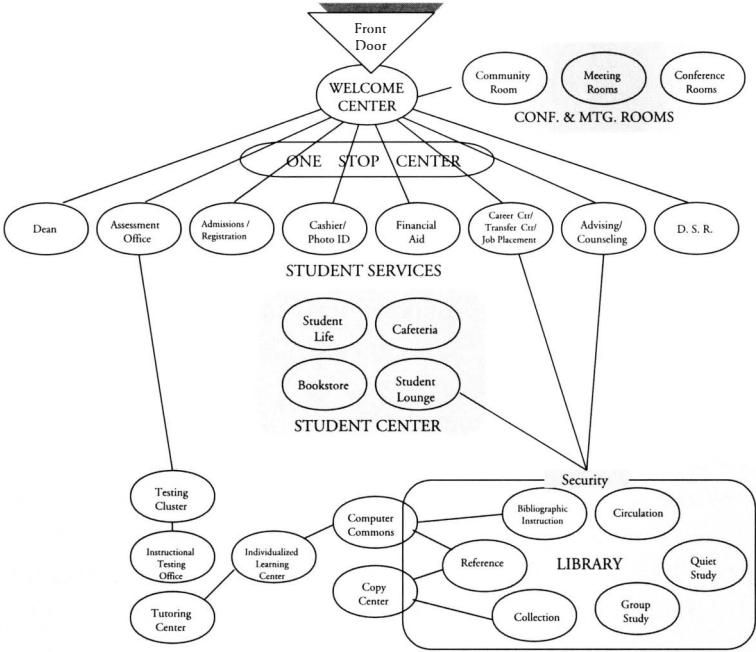 Front
Door
WELCOME
CENTER
Community
Room
Meeting
Rooms
Conference
Rooms
CONF. & MTG. ROOMS
ONE STOP CENTER
Dean
Assessment
Office
Admissions /
Registration
Cashier/
Photo ID
Financial
Aid
Career Ctr/
Transfer Ctr/
Job Placement
Advising/
Counseling
D. S. R.
STUDENT SERVICES
Student
Life
Cafeteria
Bookstore
Student
Lounge
STUDENT CENTER
Security
Testing
Cluster
Computer
Commons
Bibliographic
Instruction
Circulation
Instructional
Testing
Office
Individualized
Learning
Center
Reference
LIBRARY
Quiet
Study
Tutoring
Center
Copy
Center
Collection
Group
Study